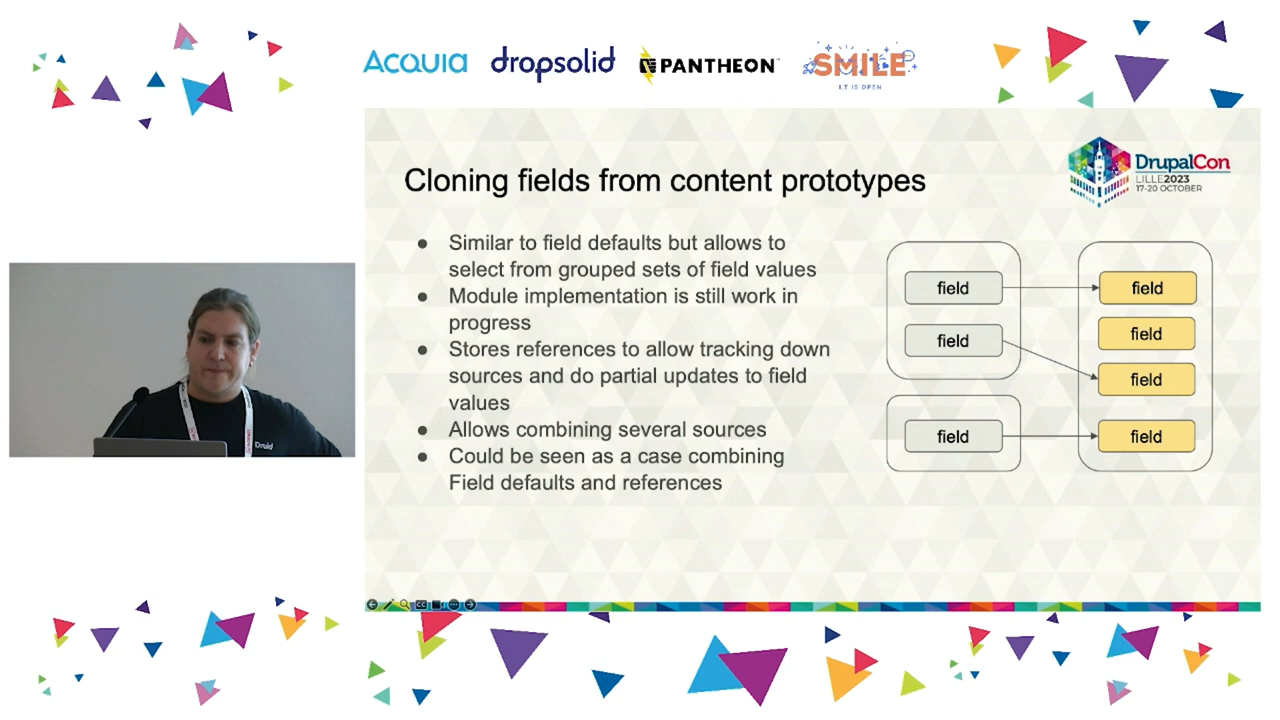 Acquia
dropsolid
PANTHEON
SMILE
I.T IS OPEN
DrupalCon
LILLE2023
17-20 OCTOBER
Cloning fields from content prototypes
● Similar to field defaults but allows to
select from grouped sets of field values
● Module implementation is still work in
progress
● Stores references to allow tracking down
sources and do partial updates to field
values
● Allows combining several sources
● Could be seen as a case combining
Field defaults and references
field
field
field
field
field
field
field
Druid